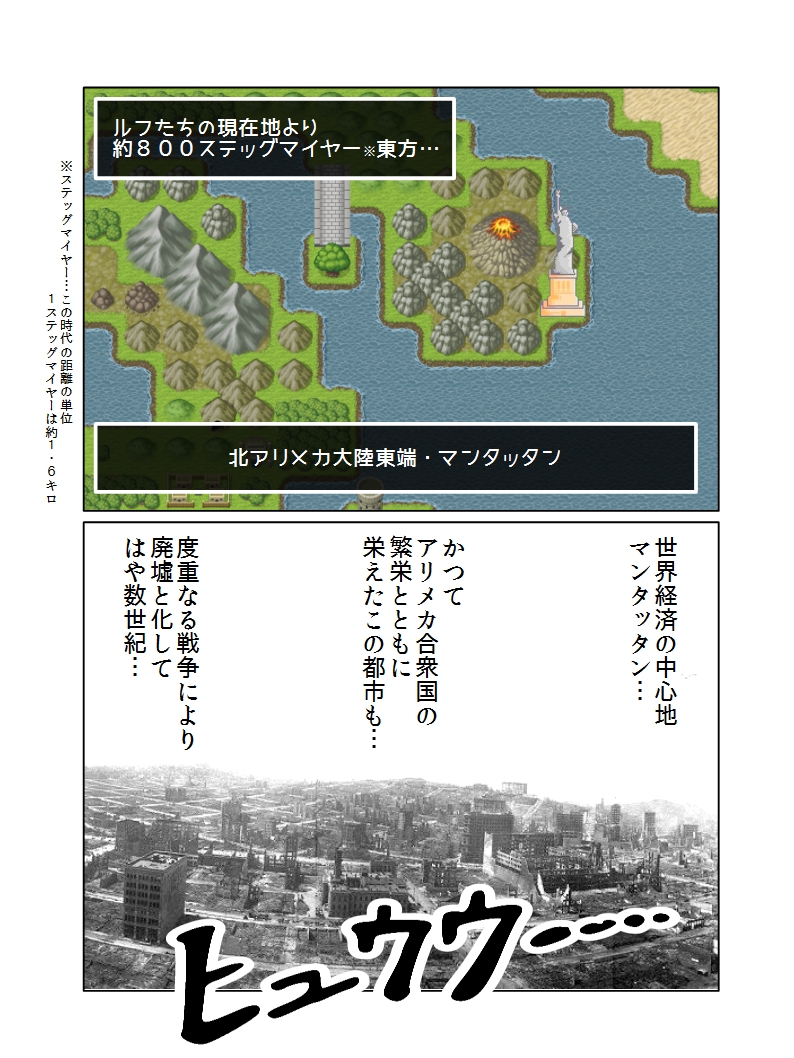 ルフたちの現在地より
約８００ステッグマイヤー※東方…
※ステッグマイヤー…この時代の距離の単位
１ステッグマイヤーは約１・６キロ
北アリメカ大陸東端・マンタッタン
世界経済の中心地
マンタッタン…
かつて
アリメカ合衆国の
繁栄とともに
栄えたこの都市も…
度重なる戦争により
廃墟と化して
はや数世紀…
ヒュウウ……